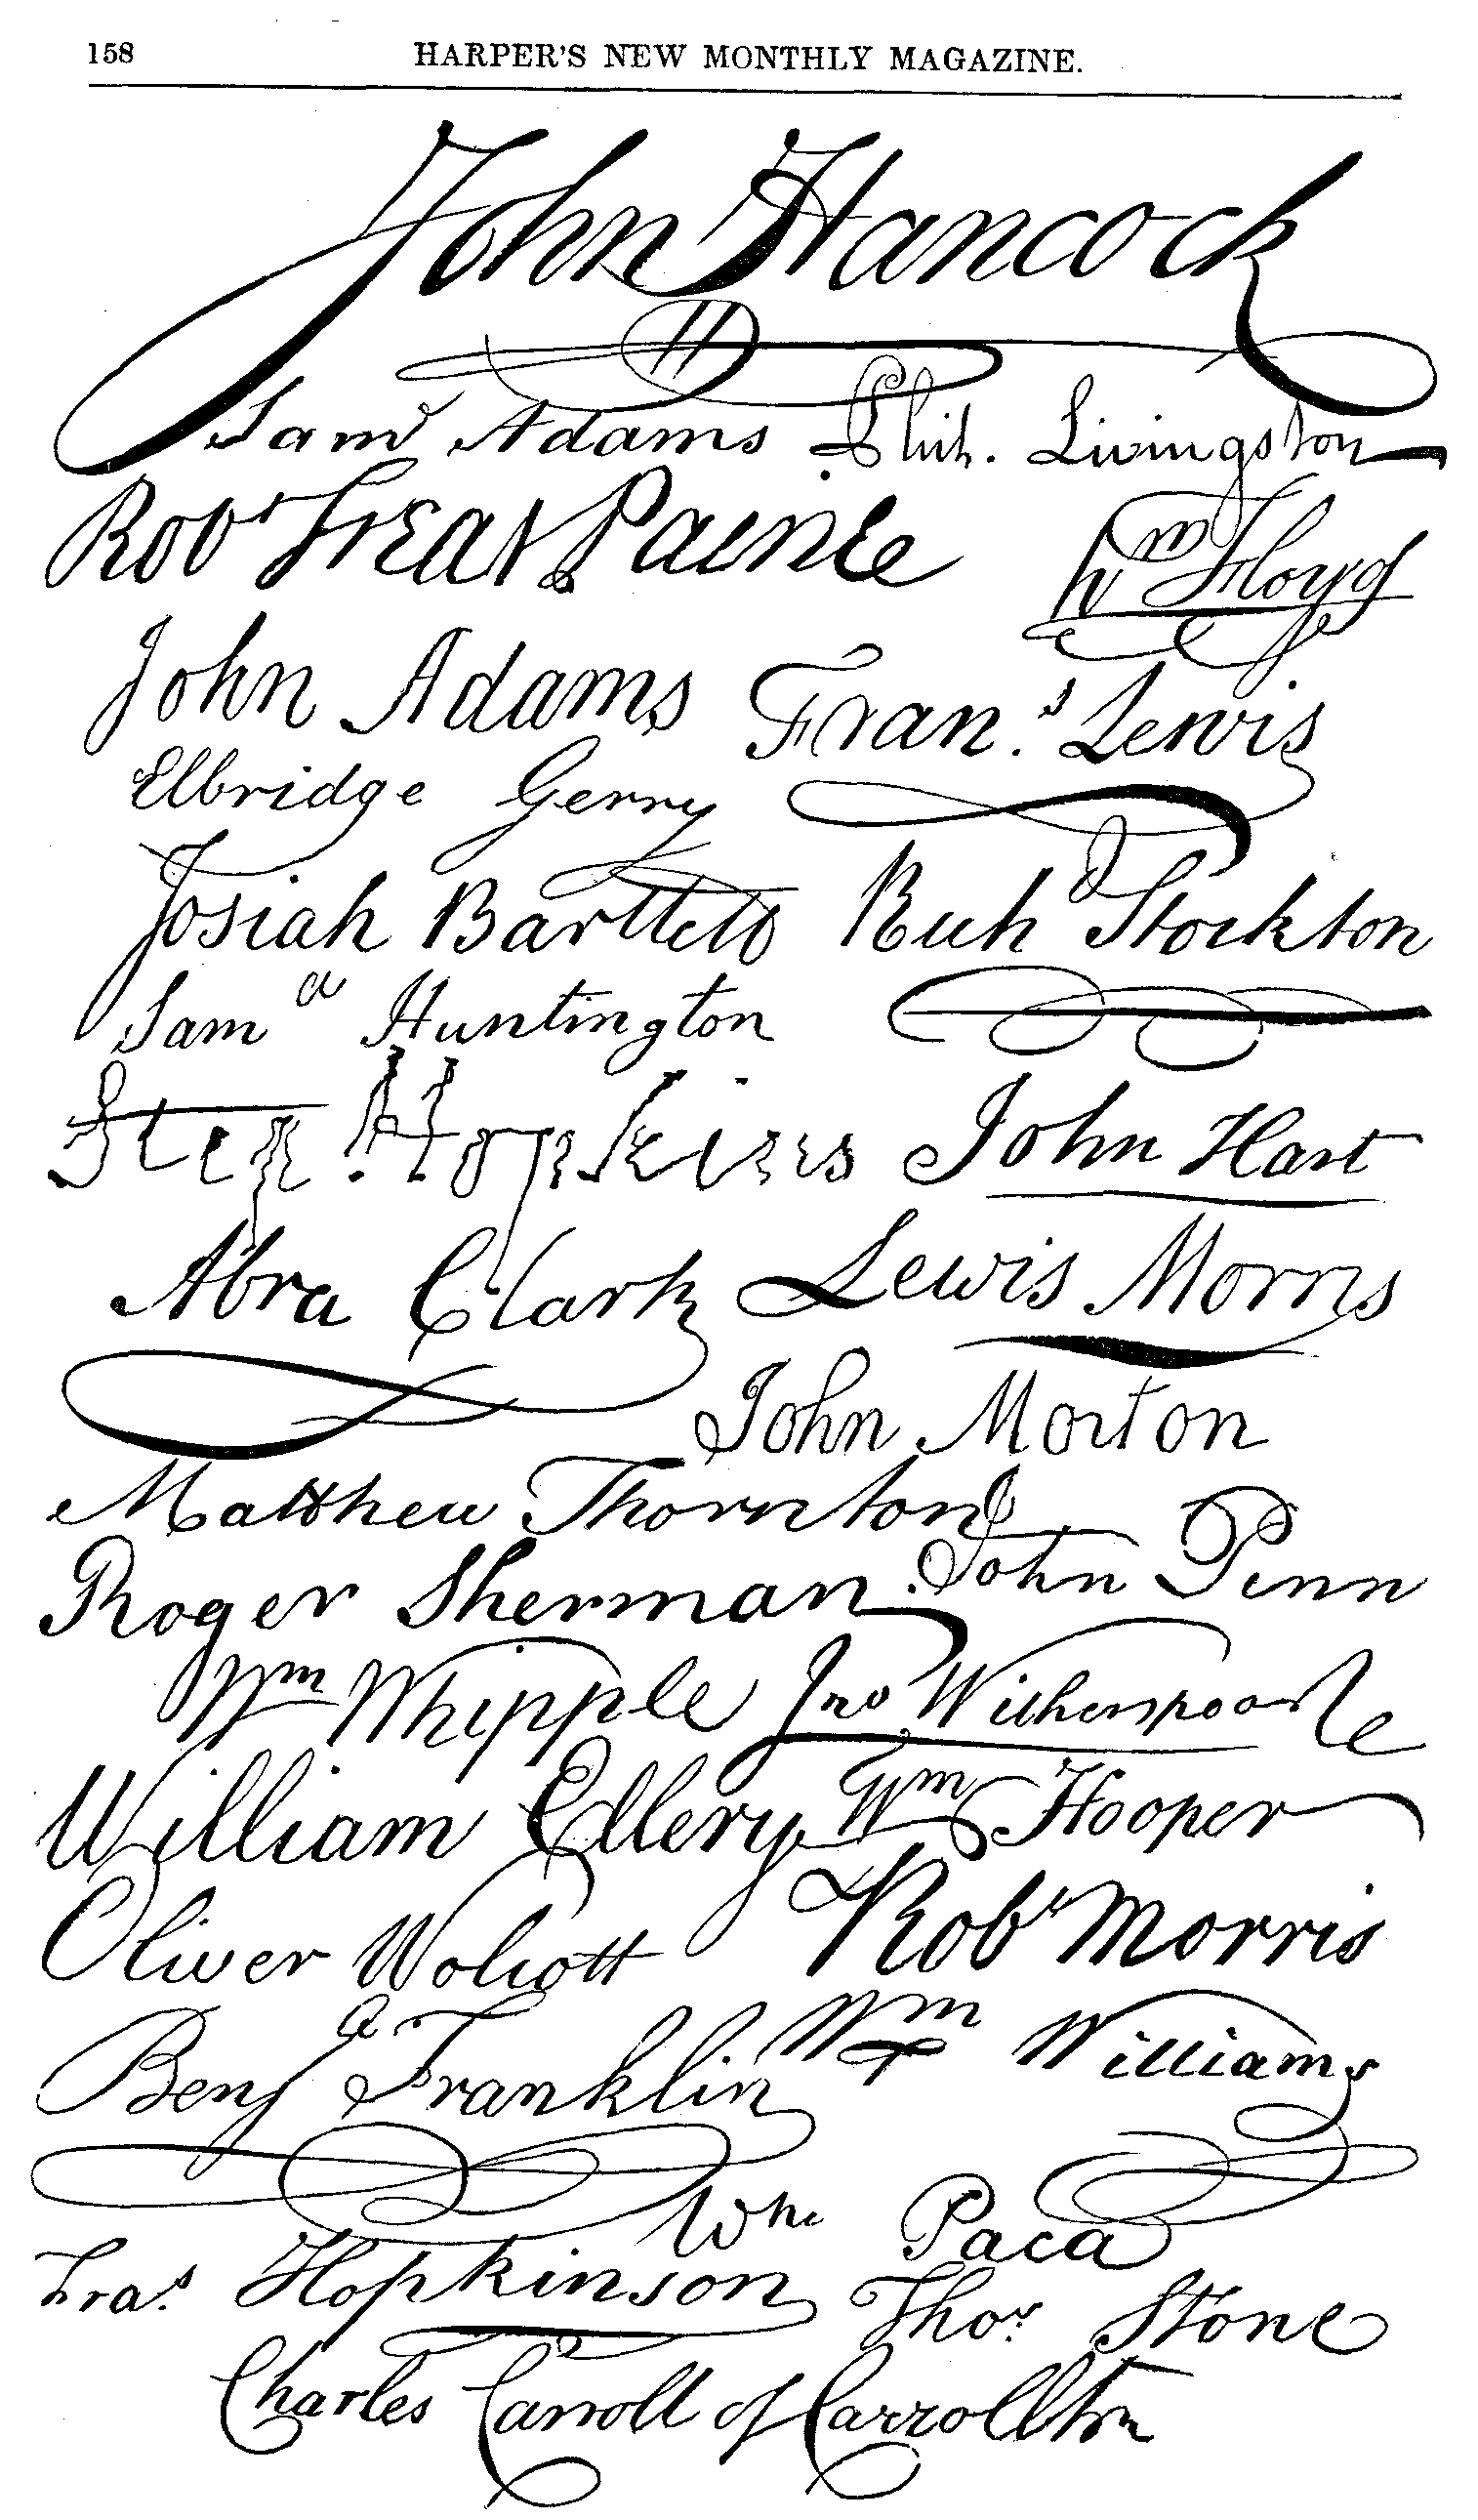 158 HARPER'S NEW MONTHLY MAGAZINE.
John Hancock
Saml Adams Phil. Livingston
Robt Treat Paine Wm Floyd
John Adams Frans. Lewis
Elbridge Gerry
Josiah Bartlett Richd Stockton
Saml Huntington
Step. Hopkins John Hart
Abra Clark Lewis Morris
John Morton
Matthew Thornton
Roger Sherman John Penn
Wm Whipple Jno Witherspoon
William Ellery Wm Hooper
Oliver Wolcott Robt Morris
Benj Franklin Wm Williams
Wm Paca
Fras. Hopkinson Thos. Stone
Charles Carroll of Carrollton